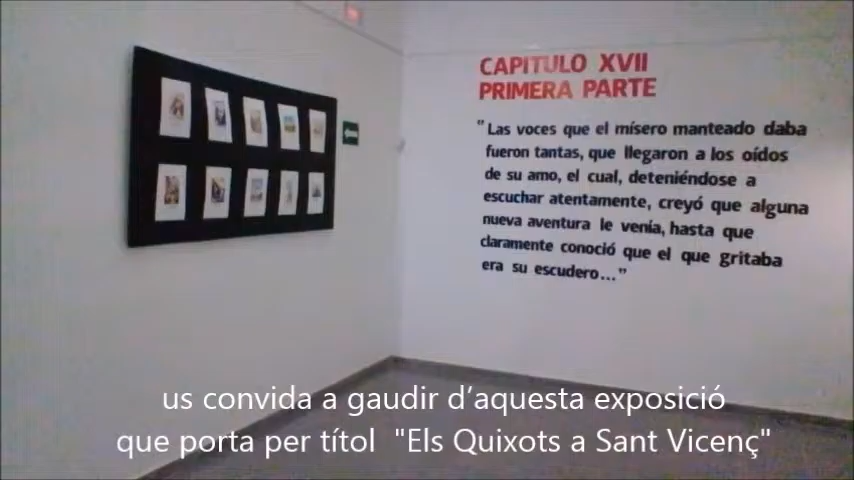 CAPITULO XVII
PRIMERA PARTE
"Las voces que el mísero manteado daba
fueron tantas, que llegaron a los oídos
de su amo, el cual, deteniéndose a
escuchar atentamente, creyó que alguna
nueva aventura le venía, hasta que
claramente conoció que el que gritaba
era su escudero..."
us convida a gaudir d’aquesta exposició
que porta per títol "Els Quixots a Sant Vicenç"